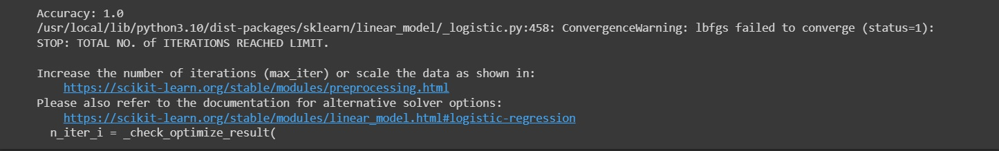 Accuracy: 1.0
/usr/local/lib/python3.10/dist-packages/sklearn/linear_model/_logistic.py:458: ConvergenceWarning: lbfgs failed to converge (status=1):
STOP: TOTAL NO. of ITERATIONS REACHED LIMIT.

Increase the number of iterations (max_iter) or scale the data as shown in:
    https://scikit-learn.org/stable/modules/preprocessing.html
Please also refer to the documentation for alternative solver options:
    https://scikit-learn.org/stable/modules/linear_model.html#logistic-regression
  n_iter_i = _check_optimize_result(